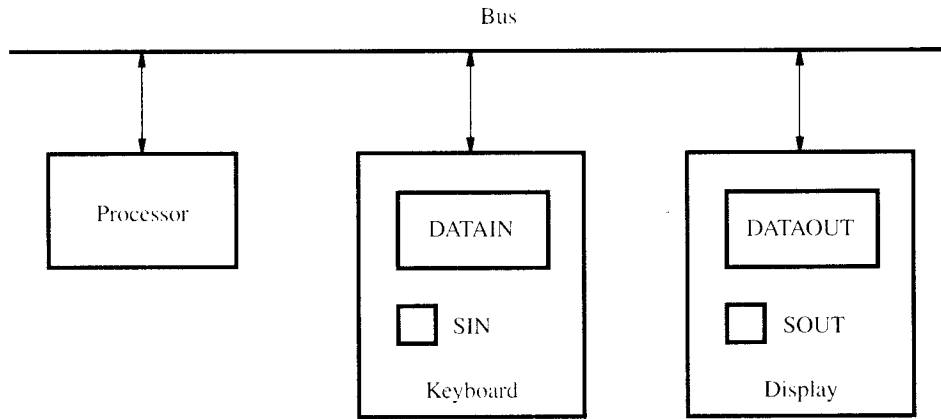 Bus
Processor
DATAIN
DATAOUT
SIN
SOUT
Keyboard
Display